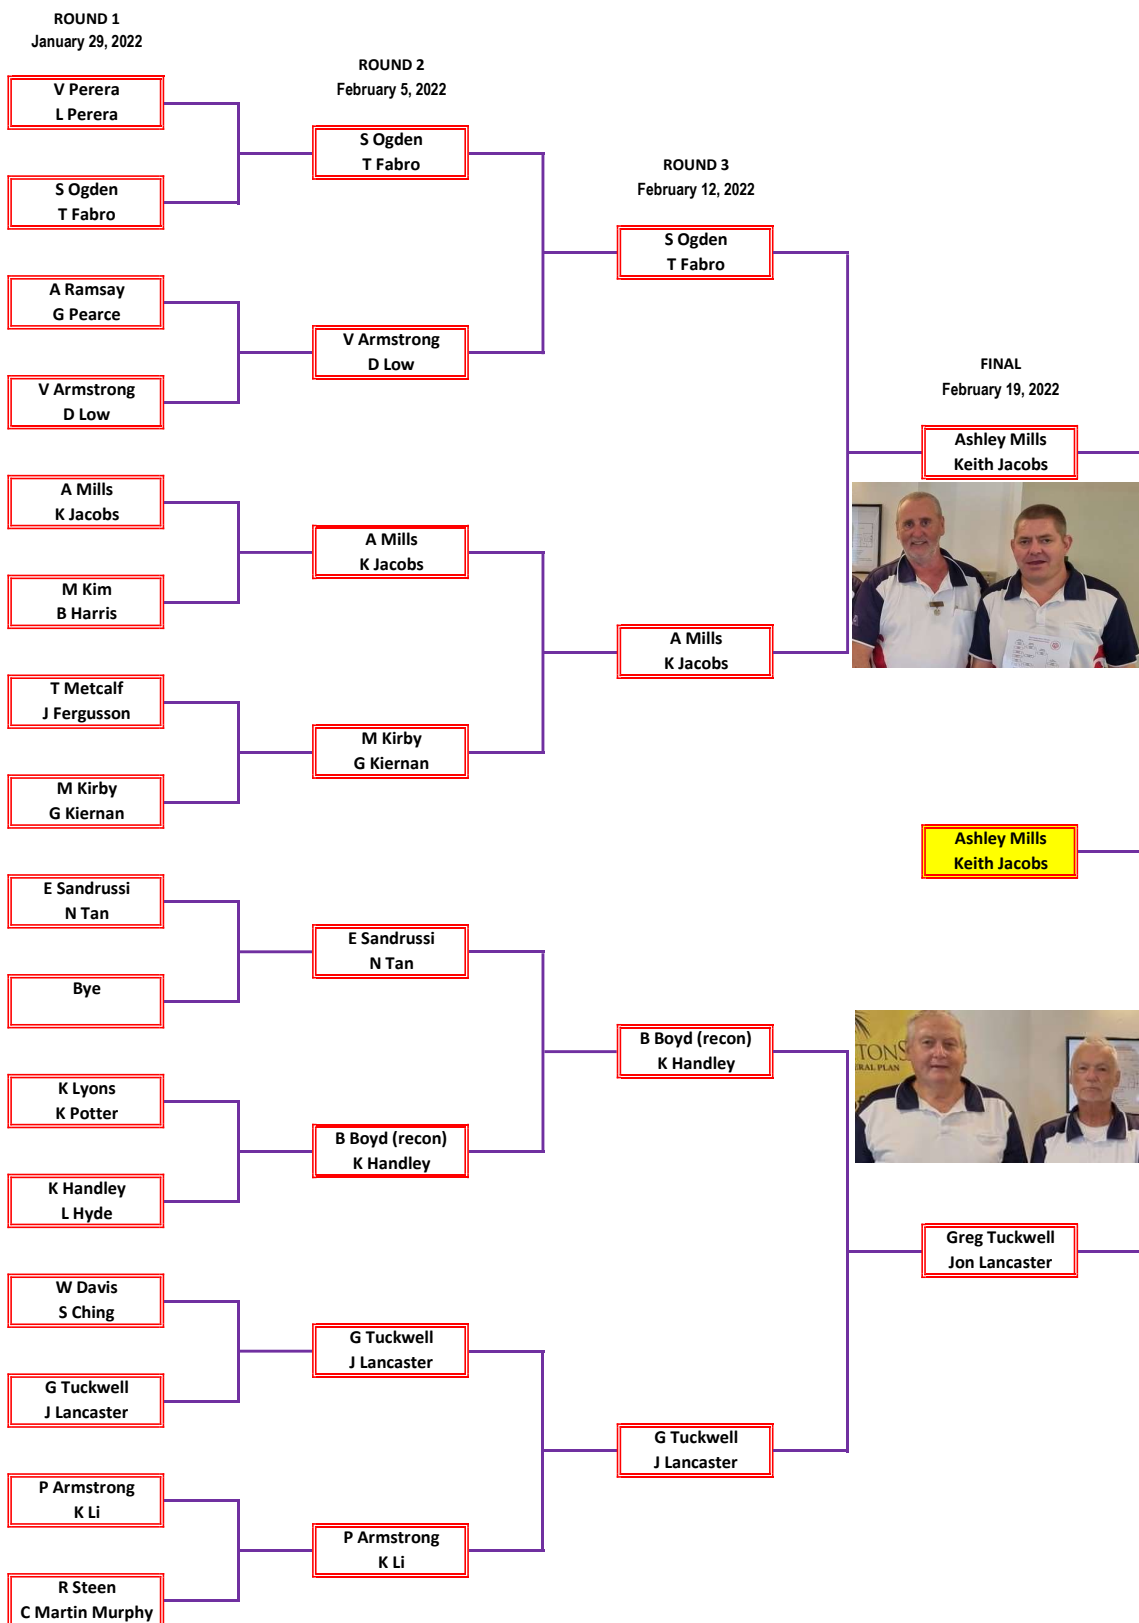 ROUND 1
January 29, 2022
V Perera
L Perera
S Ogden
T Fabro
A Ramsay
G Pearce
V Armstrong
D Low
A Mills
K Jacobs
M Kim
B Harris
T Metcalf
J Fergusson
M Kirby
G Kiernan
E Sandrussi
N Tan
Bye
K Lyons
K Potter
K Handley
L Hyde
W Davis
S Ching
G Tuckwell
J Lancaster
P Armstrong
K Li
R Steen
C Martin Murphy
ROUND 2
February 5, 2022
S Ogden
T Fabro
V Armstrong
D Low
A Mills
K Jacobs
M Kirby
G Kiernan
E Sandrussi
N Tan
B Boyd (recon)
K Handley
G Tuckwell
J Lancaster
P Armstrong
K Li
ROUND 3
February 12, 2022
S Ogden
T Fabro
A Mills
K Jacobs
B Boyd (recon)
K Handley
G Tuckwell
J Lancaster
FINAL
February 19, 2022
Ashley Mills
Keith Jacobs
Ashley Mills
Keith Jacobs
TONS
ERAL PLAN
Greg Tuckwell
Jon Lancaster